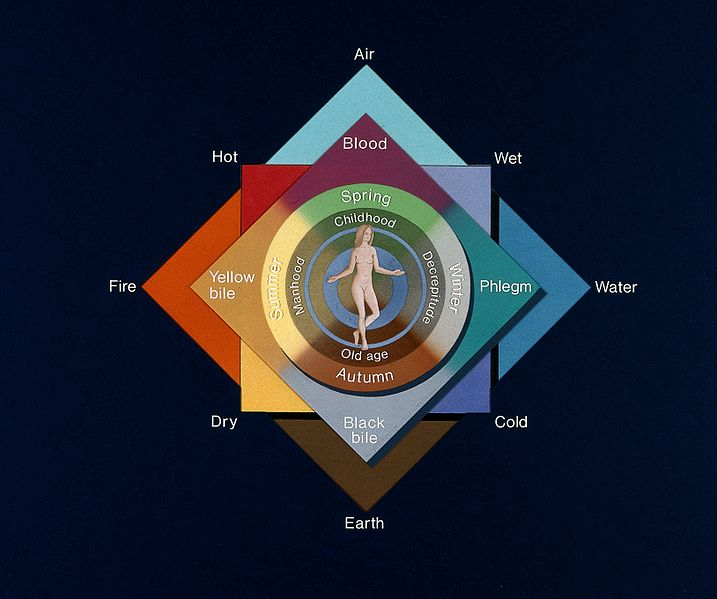 Air
Hot
Blood
Wet
Spring
Childhood
Fire
Yellow
bile
Summer
Manhood
Decrepitude
Winter
Phlegm
Water
Old age
Autumn
Dry
Black
bile
Cold
Earth